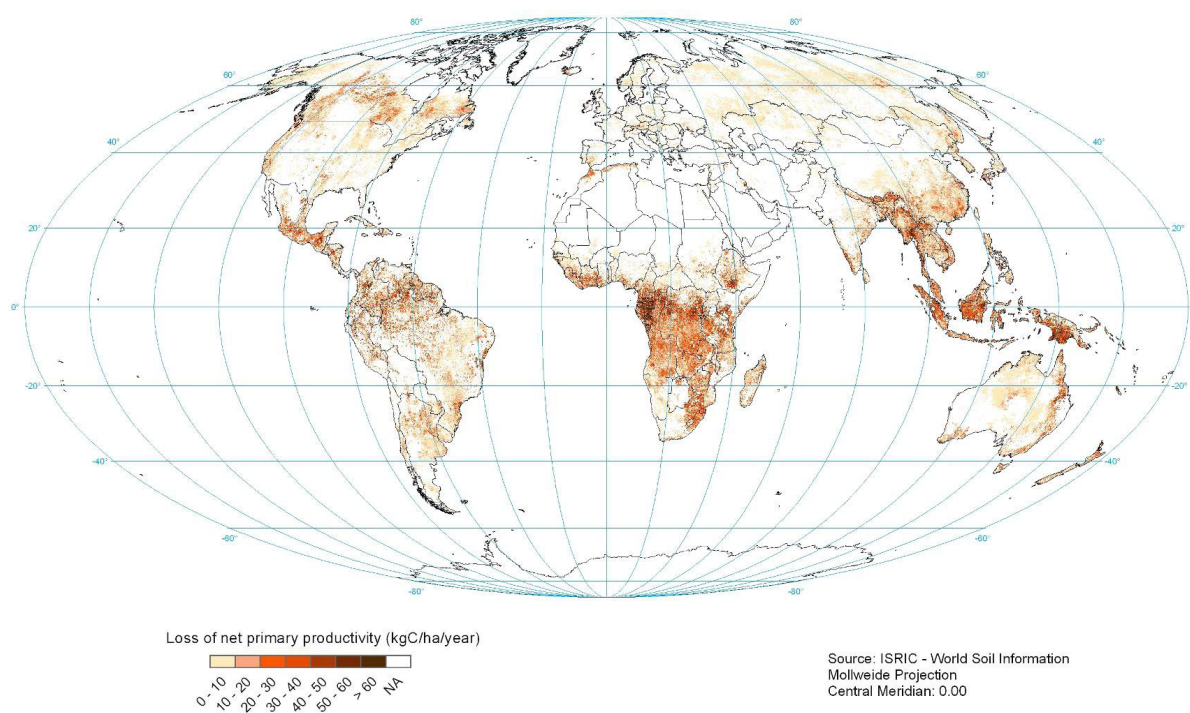 80° 80°
60° 60°
40° 40°
20° 20°
0° 0°
-20° -20°
-40° -40°
-60° -60°
-80° -80°
Loss of net primary productivity (kgC/ha/year)
0 - 10 10 - 20 20 - 30 30 - 40 40 - 50 50 - 60 > 60 NA
Source: ISRIC - World Soil Information
Mollweide Projection
Central Meridian: 0.00